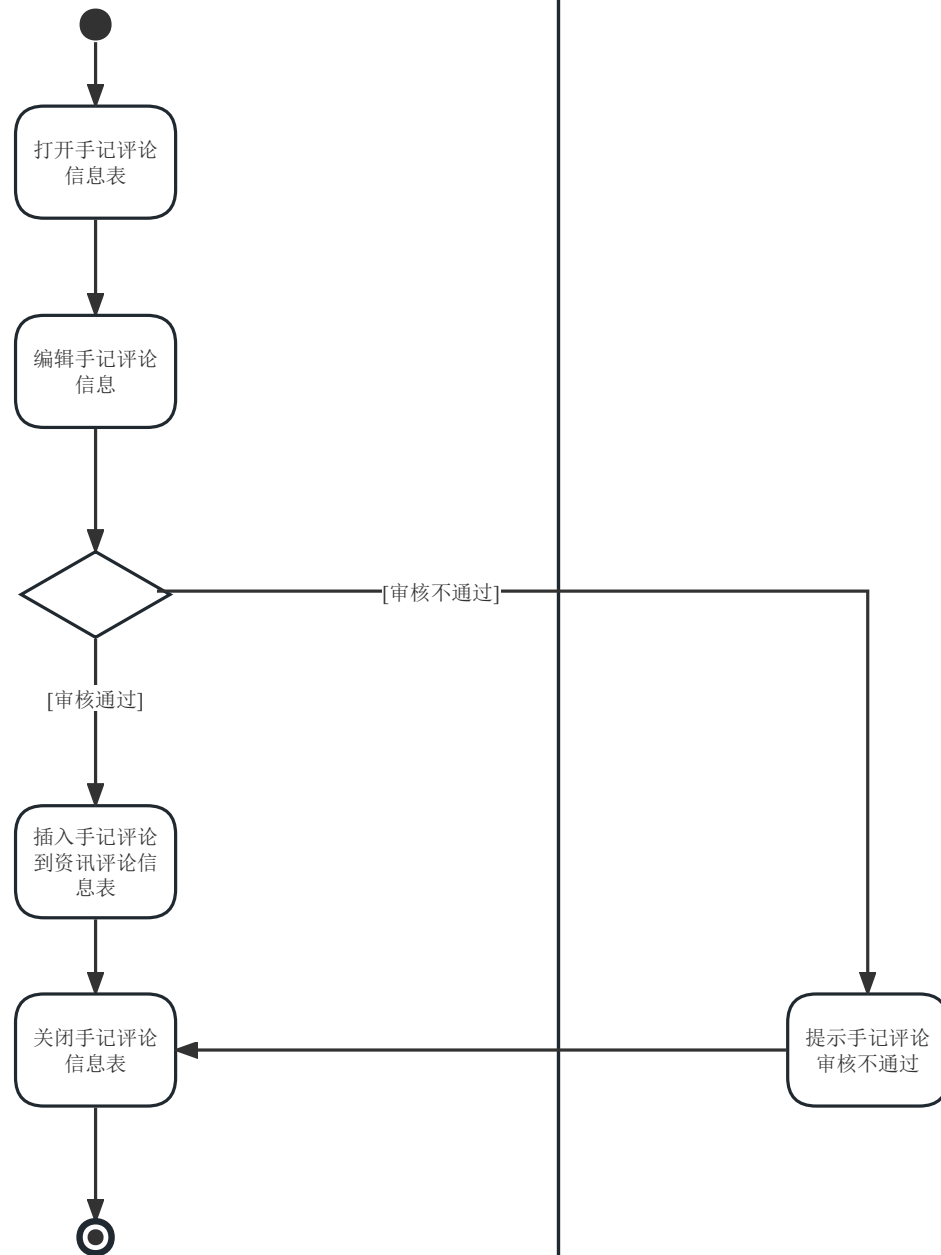 打开手记评论
信息表
编辑手记评论
信息
[审核不通过]
[审核通过]
插入手记评论
到资讯评论信
息表
关闭手记评论
信息表
提示手记评论
审核不通过